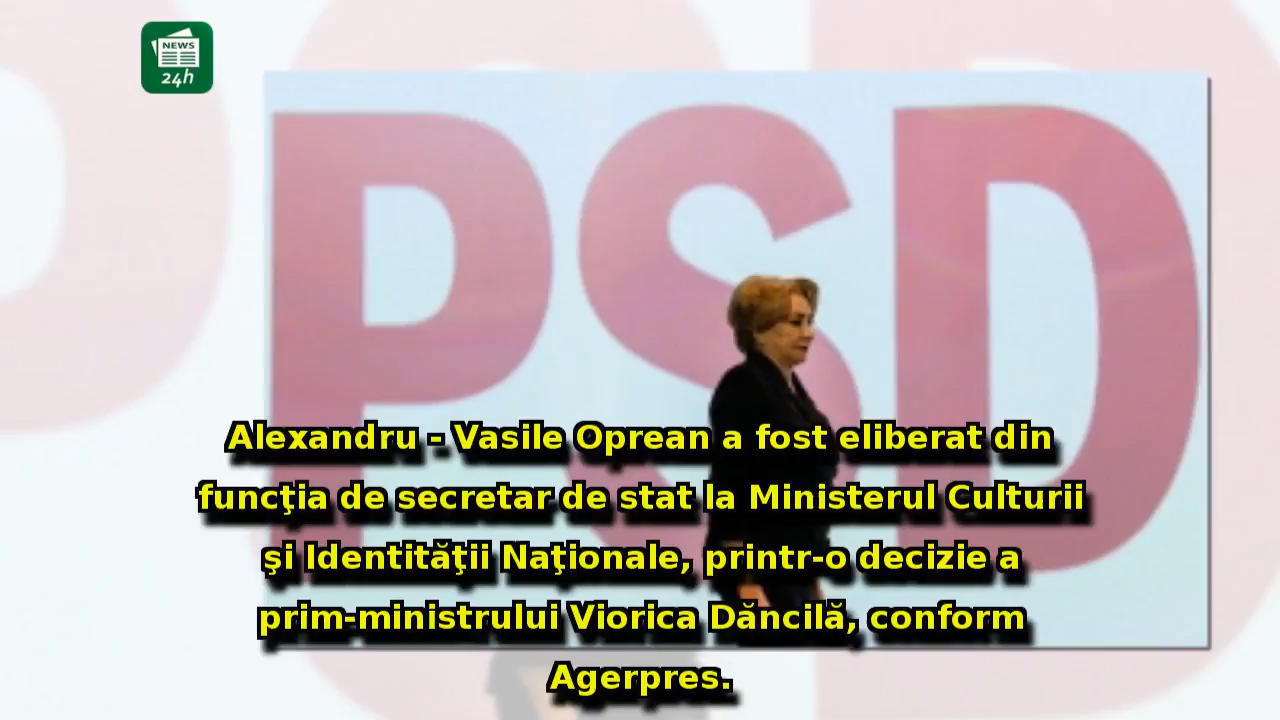 NEWS
24h
PSD
Alexandru - Vasile Oprean a fost eliberat din
funcţia de secretar de stat la Ministerul Culturii
şi Identităţii Naţionale, printr-o decizie a
prim-ministrului Viorica Dăncilă, conform
Agerpres.